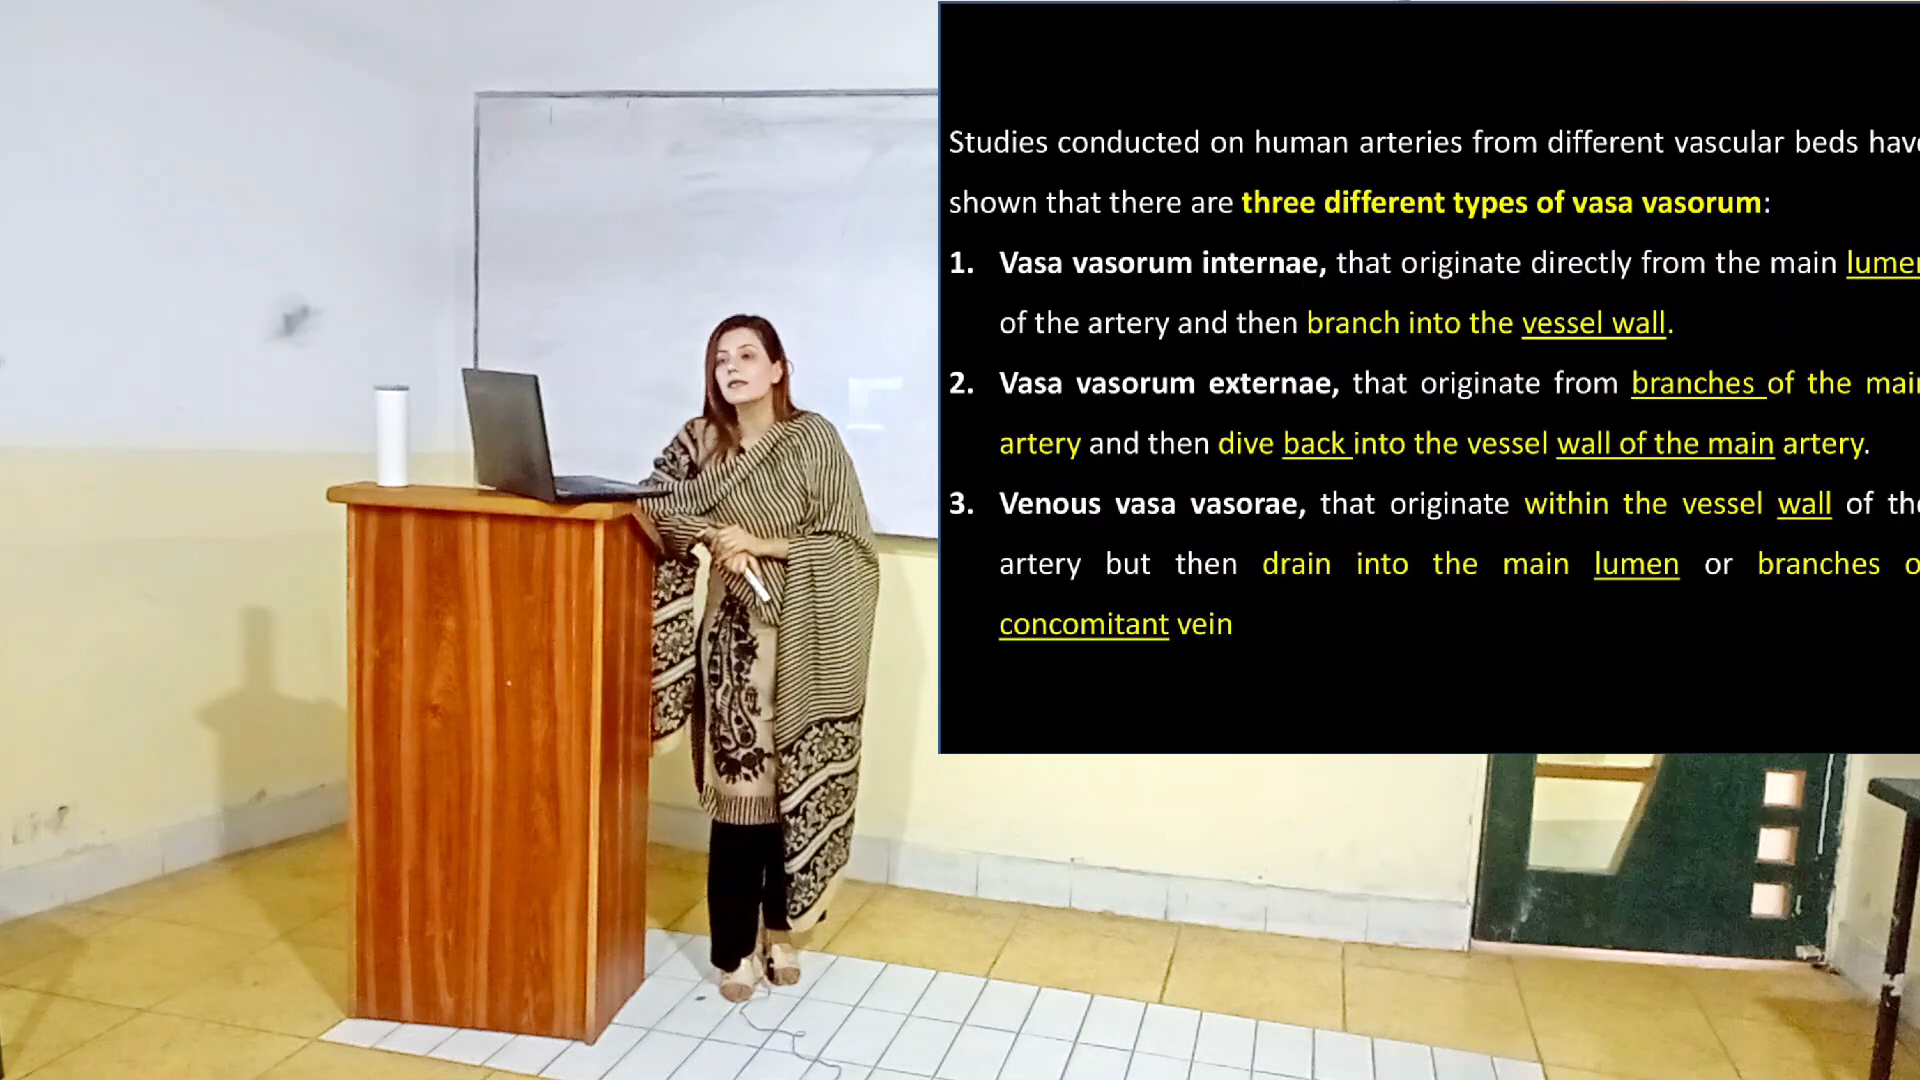 Studies conducted on human arteries from different vascular beds have
shown that there are three different types of vasa vasorum:
1. Vasa vasorum internae, that originate directly from the main lumen
of the artery and then branch into the vessel wall.
2. Vasa vasorum externae, that originate from branches of the main
artery and then dive back into the vessel wall of the main artery.
3. Venous vasa vasorae, that originate within the vessel wall of the
artery but then drain into the main lumen or branches of
concomitant vein